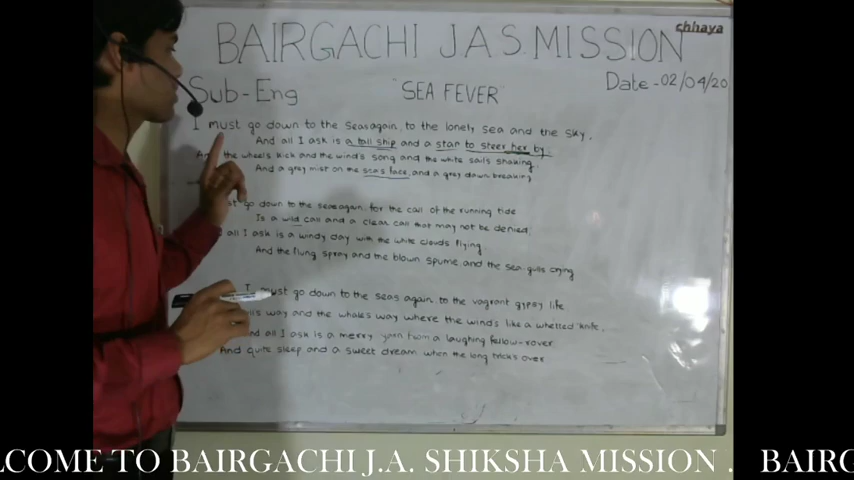 chhaya
BAIRGACHI J.A.S. MISSION
Sub-Eng "SEA FEVER" Date-02/04/20
I must go down to the seas again, to the lonely sea and the sky,
And all I ask is a tall ship and a star to steer her by.
And the wheels kick and the wind's song and the white sails shaking,
And a grey mist on the sea's face, and a grey dawn breaking
st go down to the seas again, for the call of the running tide
Is a wild call and a clear call that may not be denied;
all I ask is a windy day with the white clouds flying
And the flung spray and the blown spume, and the sea gulls crying
I must go down to the seas again, to the vagrant gypsy life
way and the whales way where the wind's like a whetted knife,
nd all I ask is a merry yarn from a laughing fellow-rover
And quite sleep and a sweet dream when the long tricks over
LCOME TO BAIRGACHI J.A. SHIKSHA MISSION . BAIRG